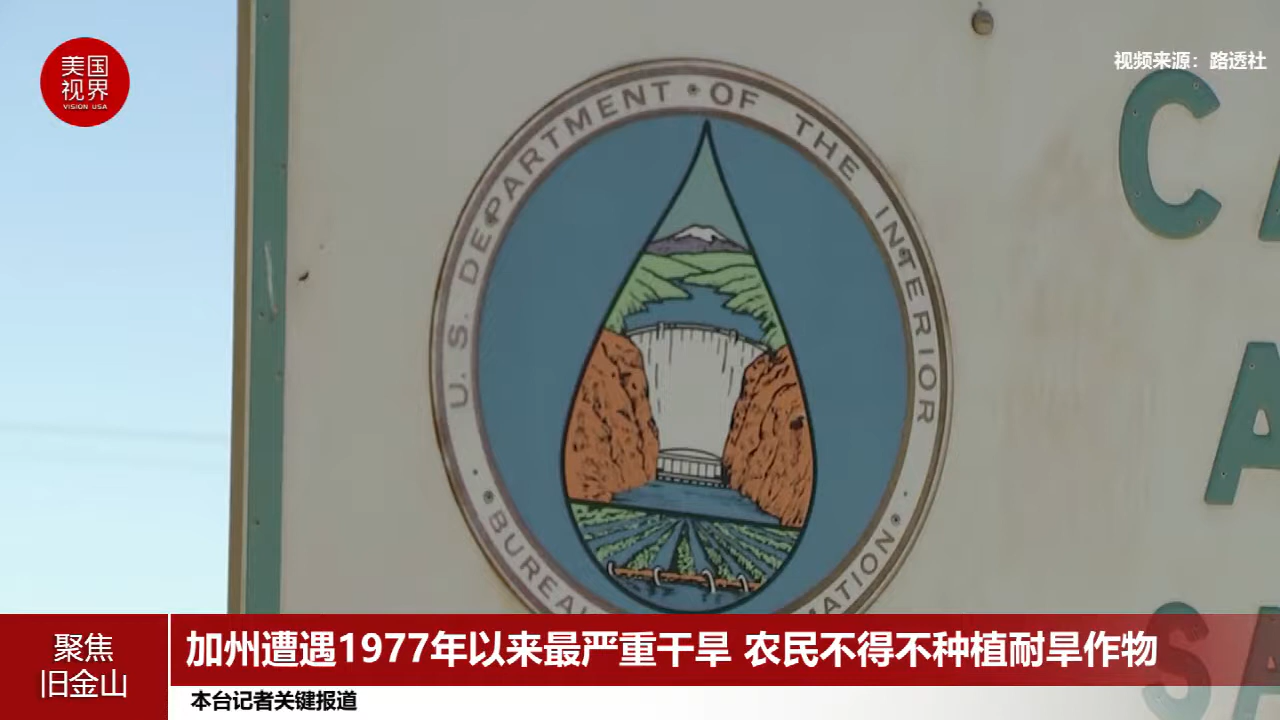 美国
视界
VISION USA
视频来源：路透社
U.S. DEPARTMENT OF THE INTERIOR
C
A
SA
聚焦
旧金山
加州遭遇1977年以来最严重干旱 农民不得不种植耐旱作物
本台记者关键报道